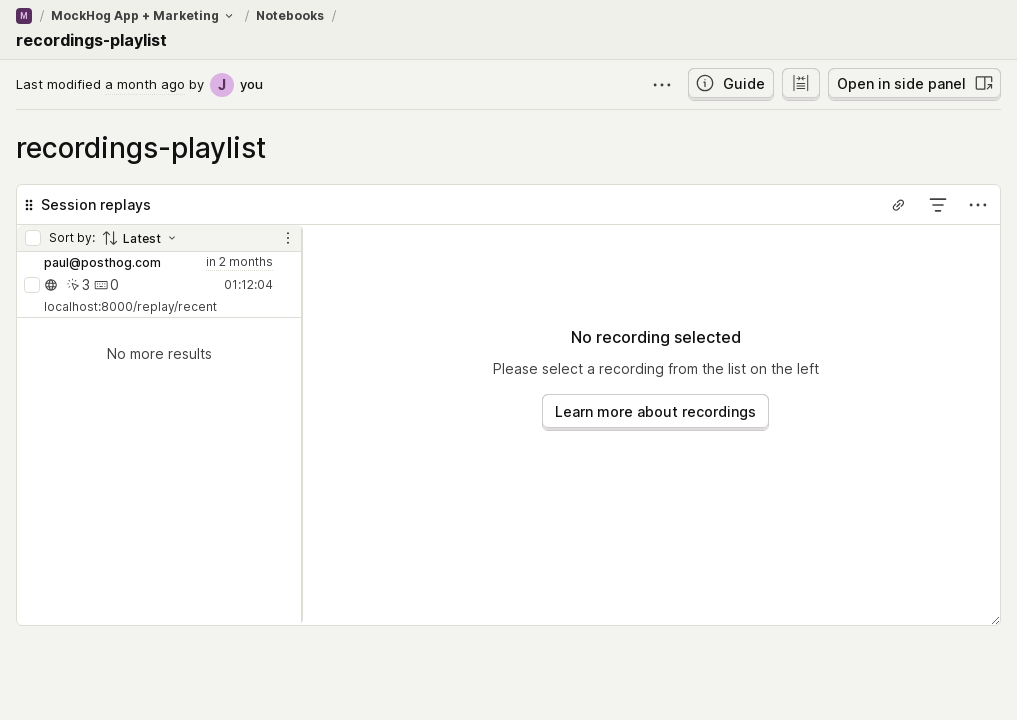 M / MockHog App + Marketing / Notebooks /
recordings-playlist
Last modified a month ago by J you
Guide
Open in side panel
recordings-playlist
Session replays
Sort by: Latest
paul@posthog.com in 2 months
3 0 01:12:04
localhost:8000/replay/recent
No more results
No recording selected
Please select a recording from the list on the left
Learn more about recordings